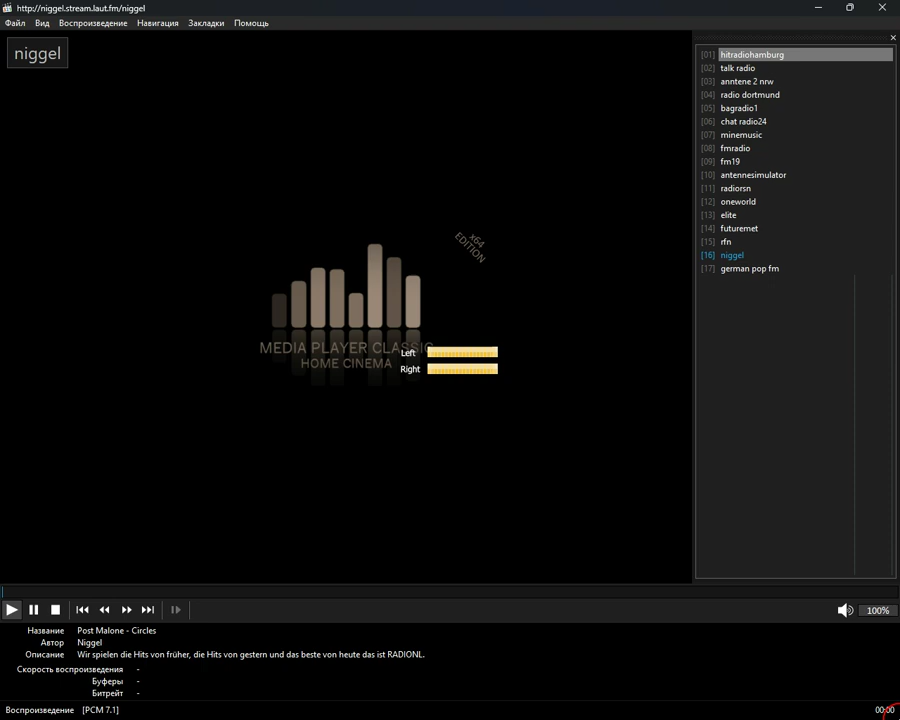 http://niggel.stream.laut.fm/niggel
Файл Вид Воспроизведение Навигация Закладки Помощь
niggel
[01] hitradiohamburg
[02] talk radio
[03] anntene 2 nrw
[04] radio dortmund
[05] bagradio1
[06] chat radio24
[07] minemusic
[08] fmradio
[09] fm19
[10] antennesimulator
[11] radiorsn
[12] oneworld
[13] elite
[14] futuremet
[15] rfn
[16] niggel
[17] german pop fm
x64
EDITION
MEDIA PLAYER CLASSIC
HOME CINEMA
Left
Right
100%
Название Post Malone - Circles
Автор Niggel
Описание Wir spielen die Hits von früher, die Hits von gestern und das beste von heute das ist RADIONL.
Скорость воспроизведения -
Буферы -
Битрейт -
Воспроизведение [PCM 7.1] 00:00